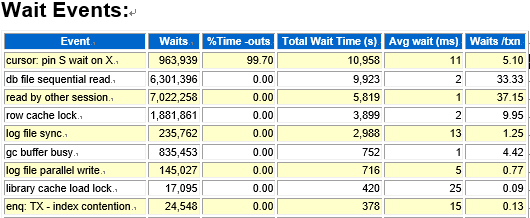 Wait Events:
Event Waits %Time -outs Total Wait Time (s) Avg wait (ms) Waits /txn
cursor: pin S wait on X 963,939 99.70 10,958 11 5.10
db file sequential read 6,301,396 0.00 9,923 2 33.33
read by other session 7,022,258 0.00 5,819 1 37.15
row cache lock 1,881,861 0.00 3,899 2 9.95
log file sync 235,762 0.00 2,988 13 1.25
gc buffer busy 835,453 0.00 752 1 4.42
log file parallel write 145,027 0.00 716 5 0.77
library cache load lock 17,095 0.00 420 25 0.09
enq: TX - index contention 24,548 0.00 378 15 0.13